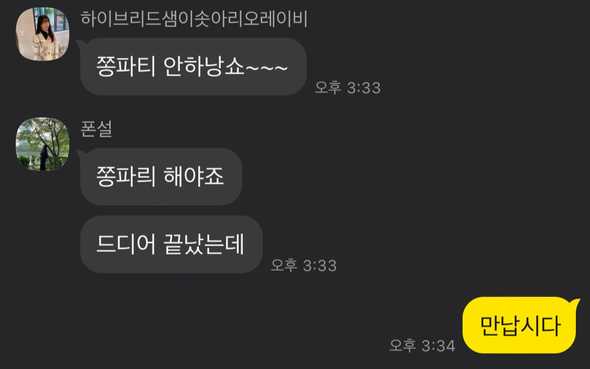 하이브리드샘이솟아리오레이비
쫑파티 안하낭쇼~~~
오후 3:33
폰설
쫑파리 해야죠
드디어 끝났는데
오후 3:33
만납시다
오후 3:34